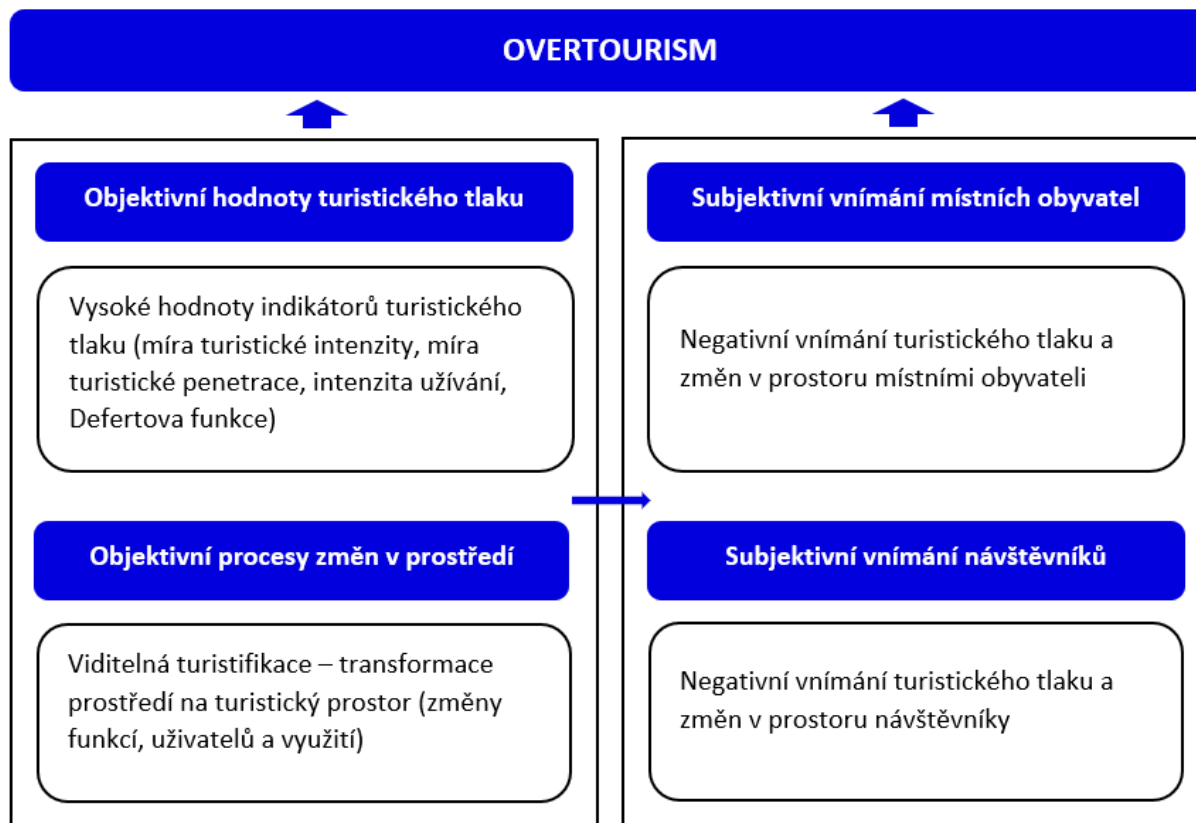 OVERTOURISM
Objektivní hodnoty turistického tlaku
Vysoké hodnoty indikátorů turistického
tlaku (míra turistické intenzity, míra
turistické penetrace, intenzita užívání,
Defertova funkce)
Objektivní procesy změn v prostředí
Viditelná turistifikace – transformace
prostředí na turistický prostor (změny
funkcí, uživatelů a využití)
Subjektivní vnímání místních obyvatel
Negativní vnímání turistického tlaku a
změn v prostoru místními obyvateli
Subjektivní vnímání návštěvníků
Negativní vnímání turistického tlaku a
změn v prostoru návštěvníky